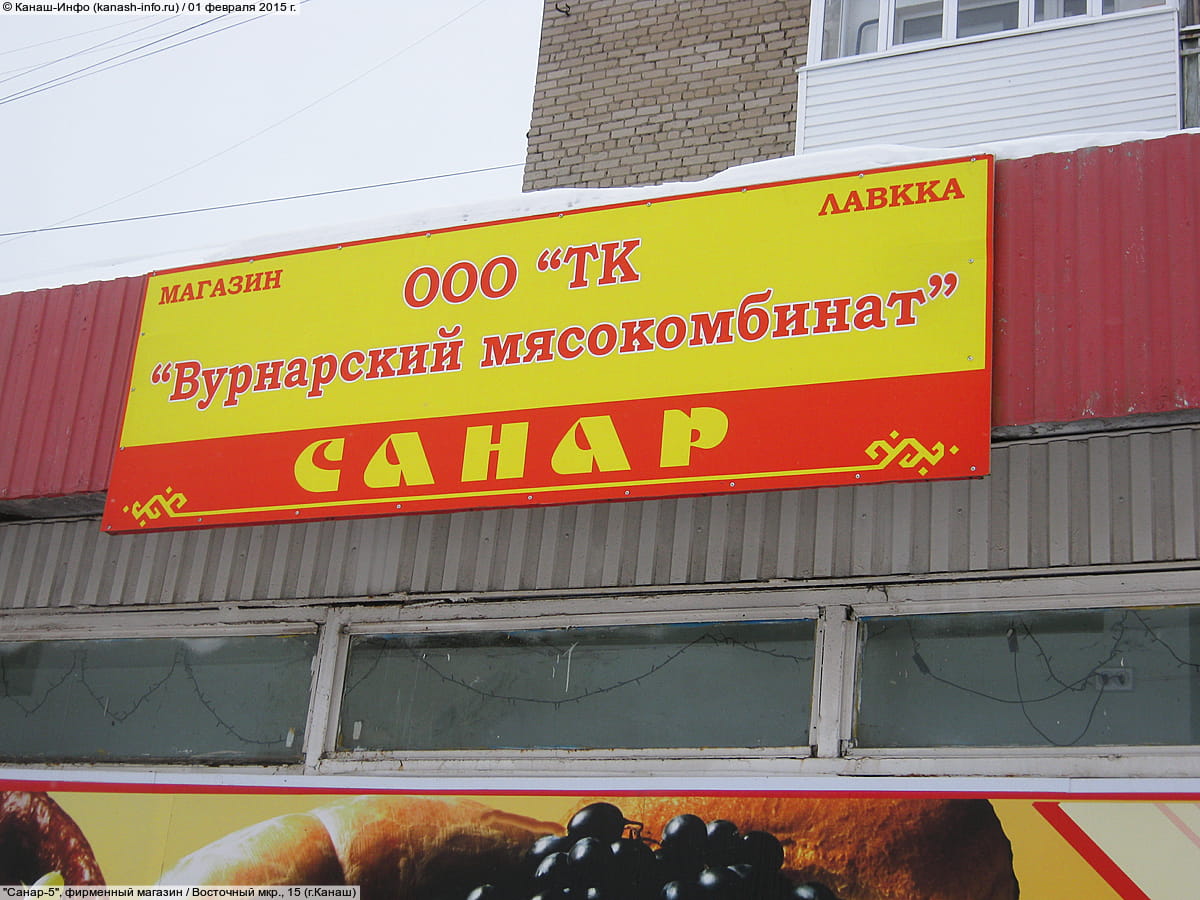 © Канаш-Инфо (kanash-info.ru) / 01 февраля 2015 г.
МАГАЗИН
ЛАВККА
ООО “ТК
“Вурнарский мясокомбинат”
САНАР
"Санар-5", фирменный магазин / Восточный мкр., 15 (г.Канаш)